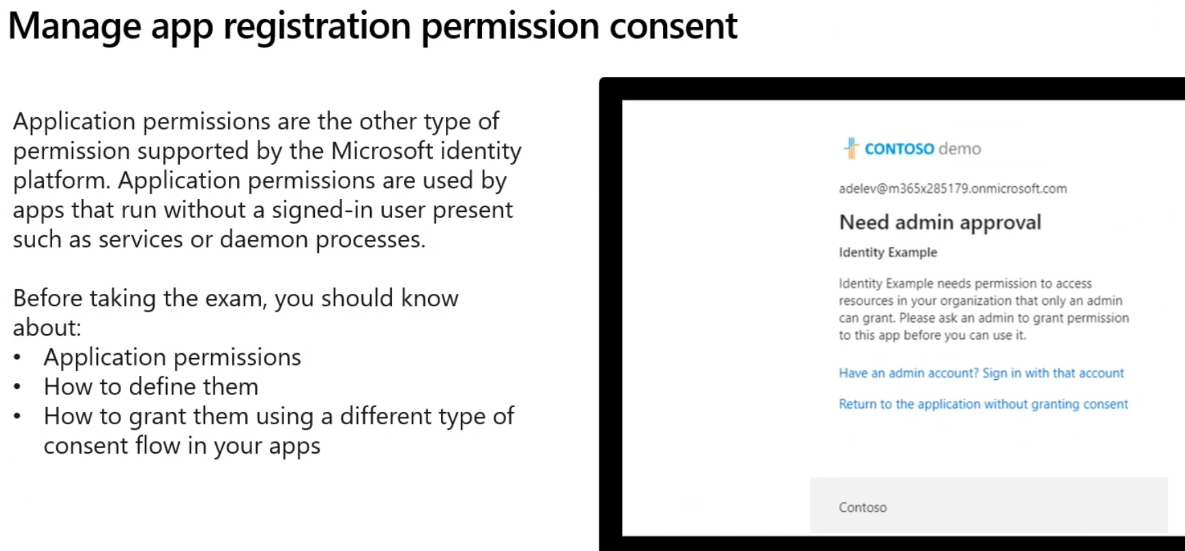 Manage app registration permission consent
Application permissions are the other type of
permission supported by the Microsoft identity
platform. Application permissions are used by
apps that run without a signed-in user present
such as services or daemon processes.
Before taking the exam, you should know
about:
• Application permissions
• How to define them
• How to grant them using a different type of
consent flow in your apps
CONTOSO demo
adelev@m365x285179.onmicrosoft.com
Need admin approval
Identity Example
Identity Example needs permission to access
resources in your organization that only an admin
can grant. Please ask an admin to grant permission
to this app before you can use it.
Have an admin account? Sign in with that account
Return to the application without granting consent
Contoso